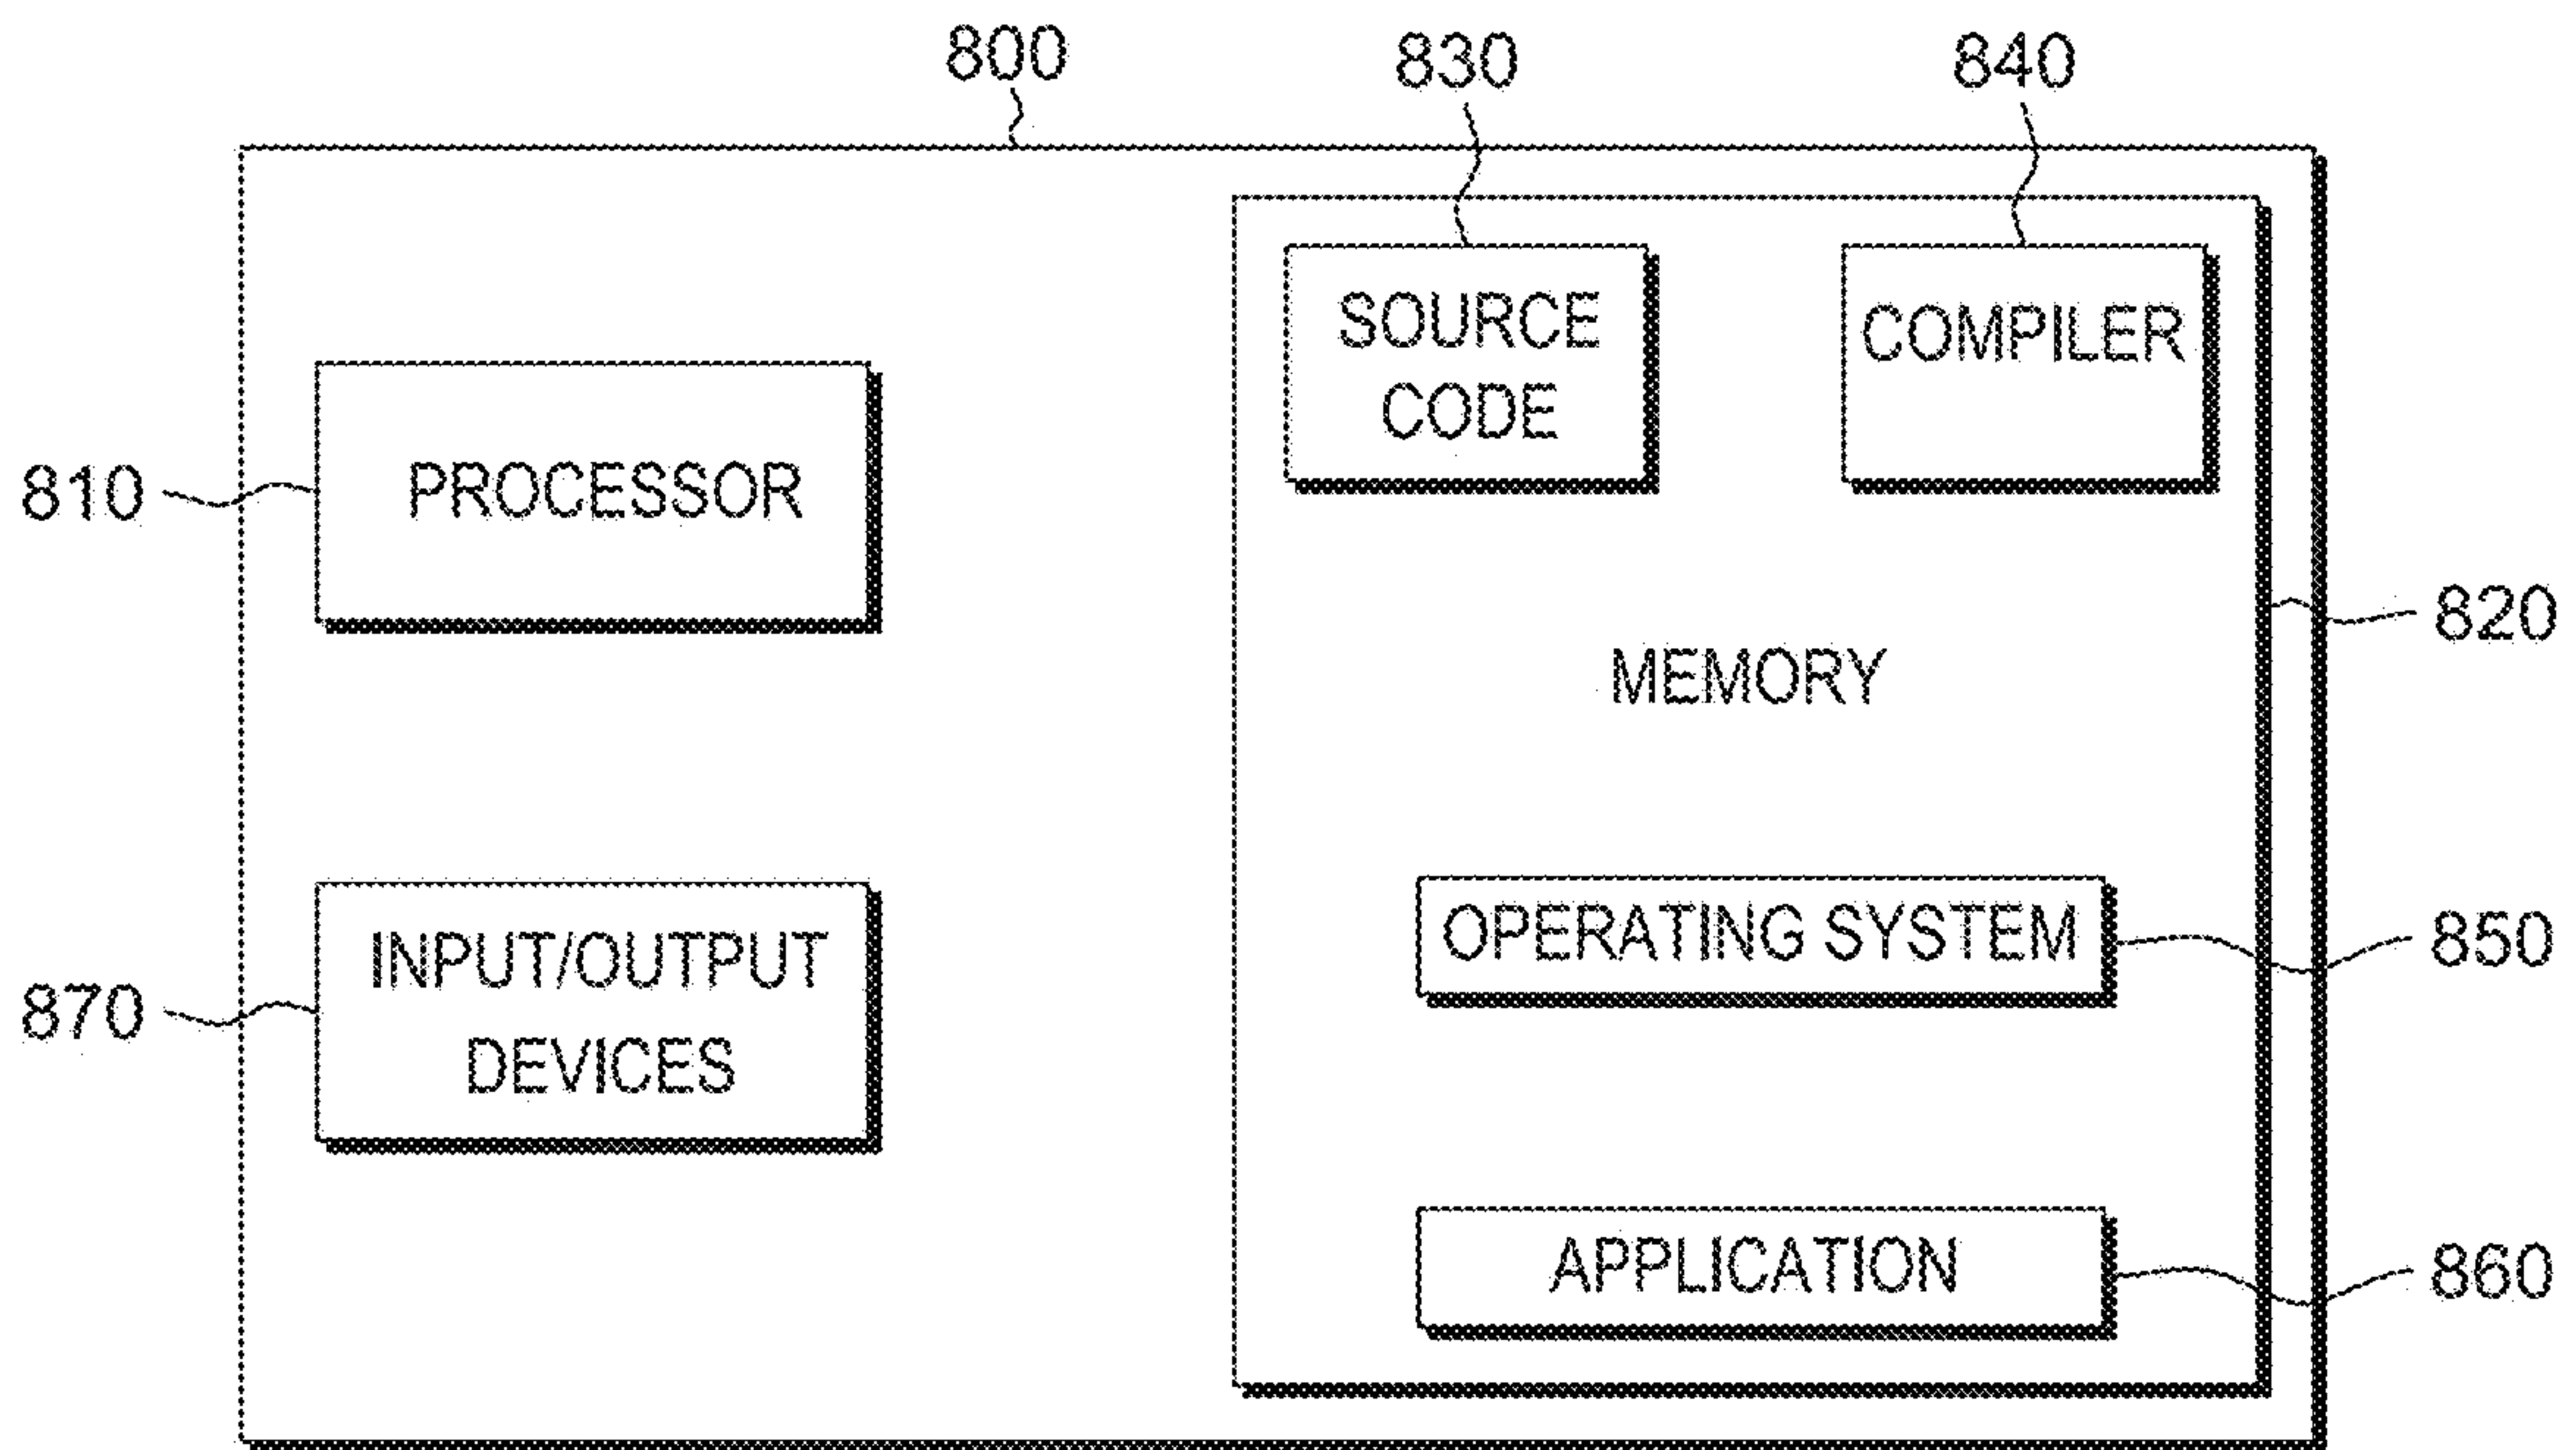 800
830
840
SOURCE
CODE
COMPILER
810
PROCESSOR
820
MEMORY
870
INPUT/OUTPUT
DEVICES
OPERATING SYSTEM
850
APPLICATION
860